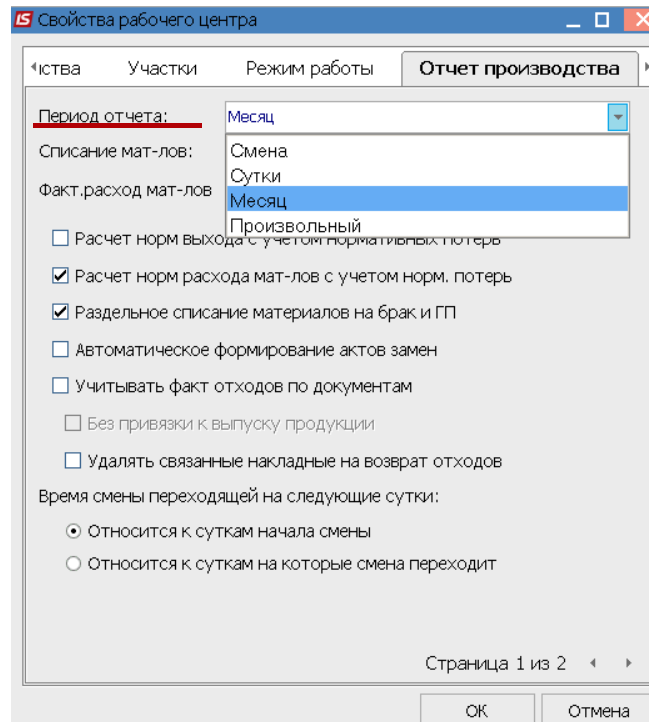 Свойства рабочего центра
ства Участки Режим работы Отчет производства
Период отчета: Месяц
Списание мат-лов: Смена
Сутки
Факт.расход мат-лов Месяц
Произвольный
Расчет норм выхода с учетом нормативных потерь
Расчет норм расхода мат-лов с учетом норм. потерь
Раздельное списание материалов на брак и ГП
Автоматическое формирование актов замен
Учитывать факт отходов по документам
Без привязки к выпуску продукции
Удалять связанные накладные на возврат отходов
Время смены переходящей на следующие сутки:
Относится к суткам начала смены
Относится к суткам на которые смена переходит
Страница 1 из 2
ОК Отмена